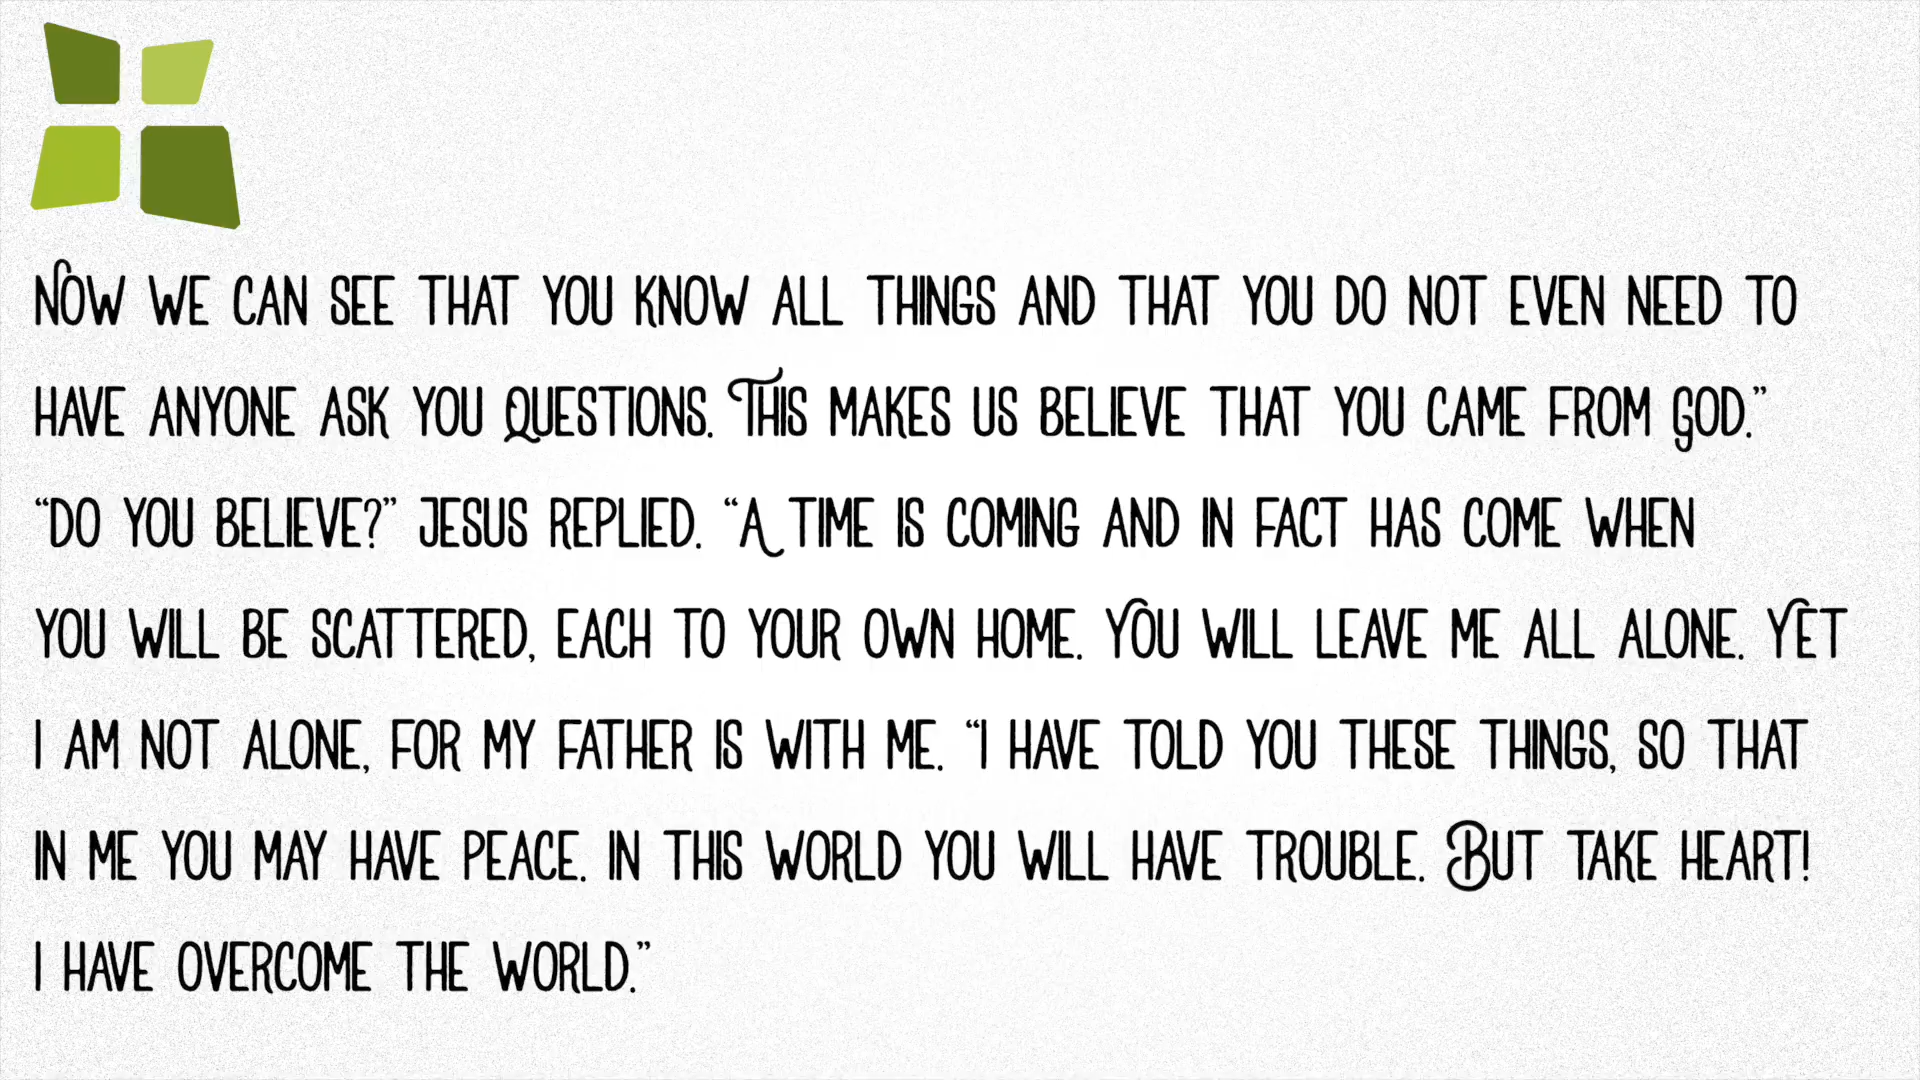 Now we can see that you know all things and that you do not even need to
have anyone ask you questions. This makes us believe that you came from God.”
“Do you believe?” Jesus replied. “A time is coming and in fact has come when
you will be scattered, each to your own home. You will leave me all alone. Yet
I am not alone, for my Father is with me. “I have told you these things, so that
in me you may have peace. In this world you will have trouble. But take heart!
I have overcome the world.”